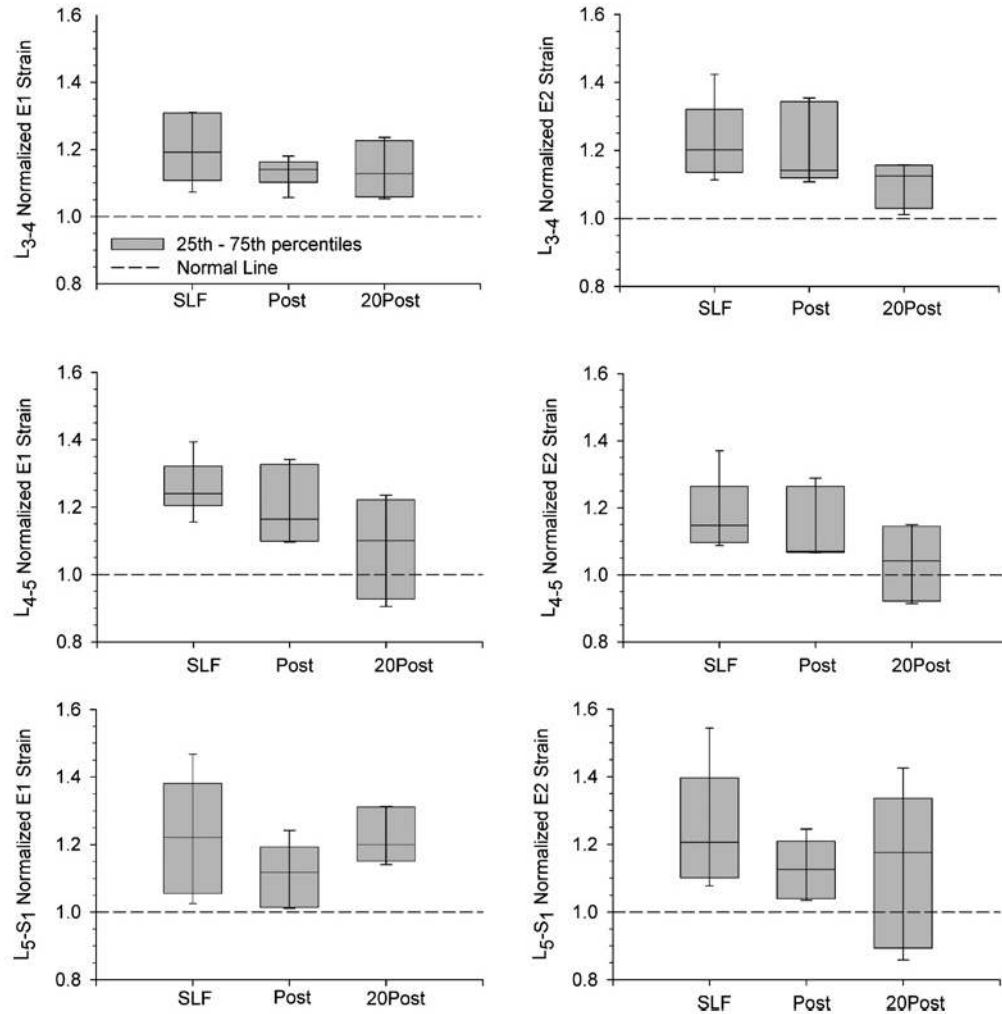 L3-4 Normalized E1 Strain
1.6
1.4
1.2
1.0
0.8
25th - 75th percentiles
Normal Line
SLF Post 20Post
L3-4 Normalized E2 Strain
1.6
1.4
1.2
1.0
0.8
SLF Post 20Post
L4-5 Normalized E1 Strain
1.6
1.4
1.2
1.0
0.8
SLF Post 20Post
L4-5 Normalized E2 Strain
1.6
1.4
1.2
1.0
0.8
SLF Post 20Post
L5-S1 Normalized E1 Strain
1.6
1.4
1.2
1.0
0.8
SLF Post 20Post
L5-S1 Normalized E2 Strain
1.6
1.4
1.2
1.0
0.8
SLF Post 20Post